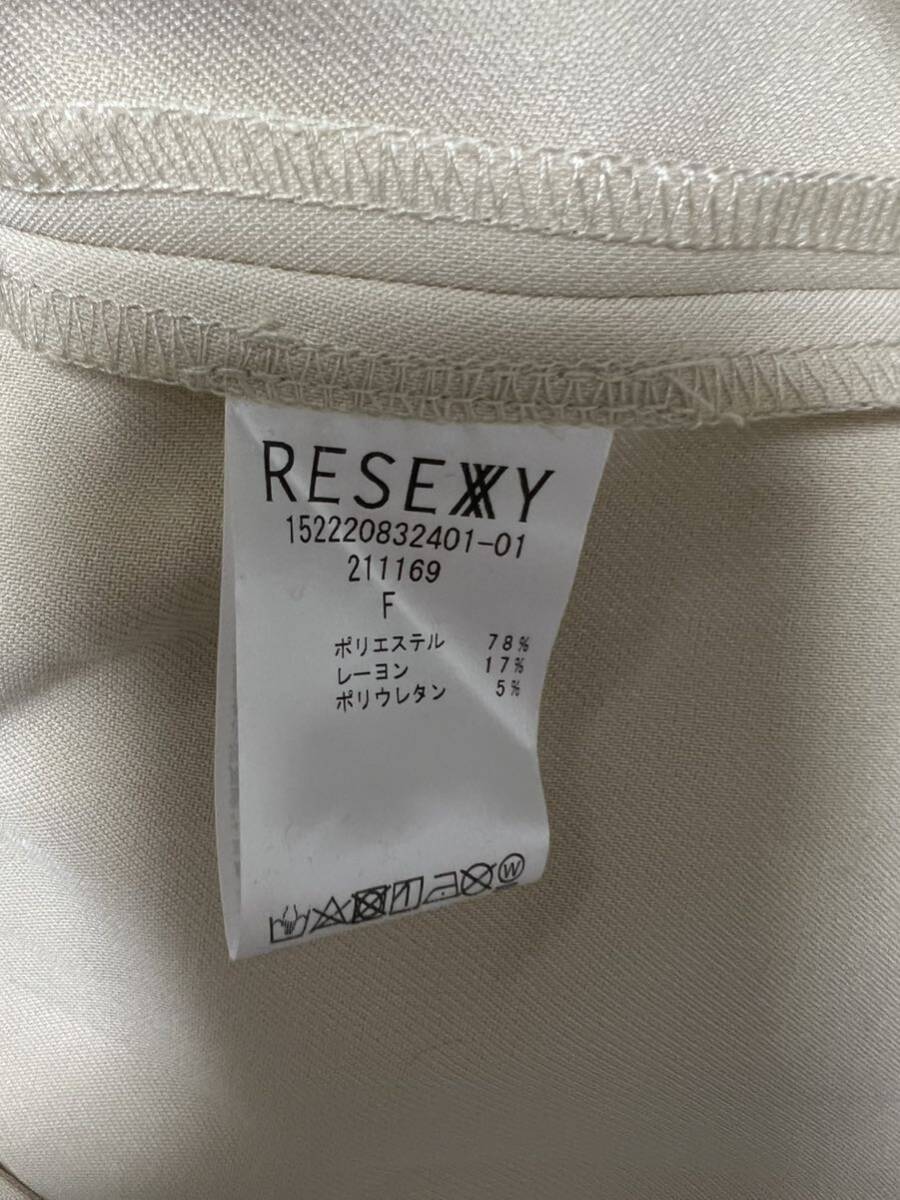 RESEXXY
152220832401-01
211169
F
ポリエステル 78%
レーヨン 17%
ポリウレタン 5%
W